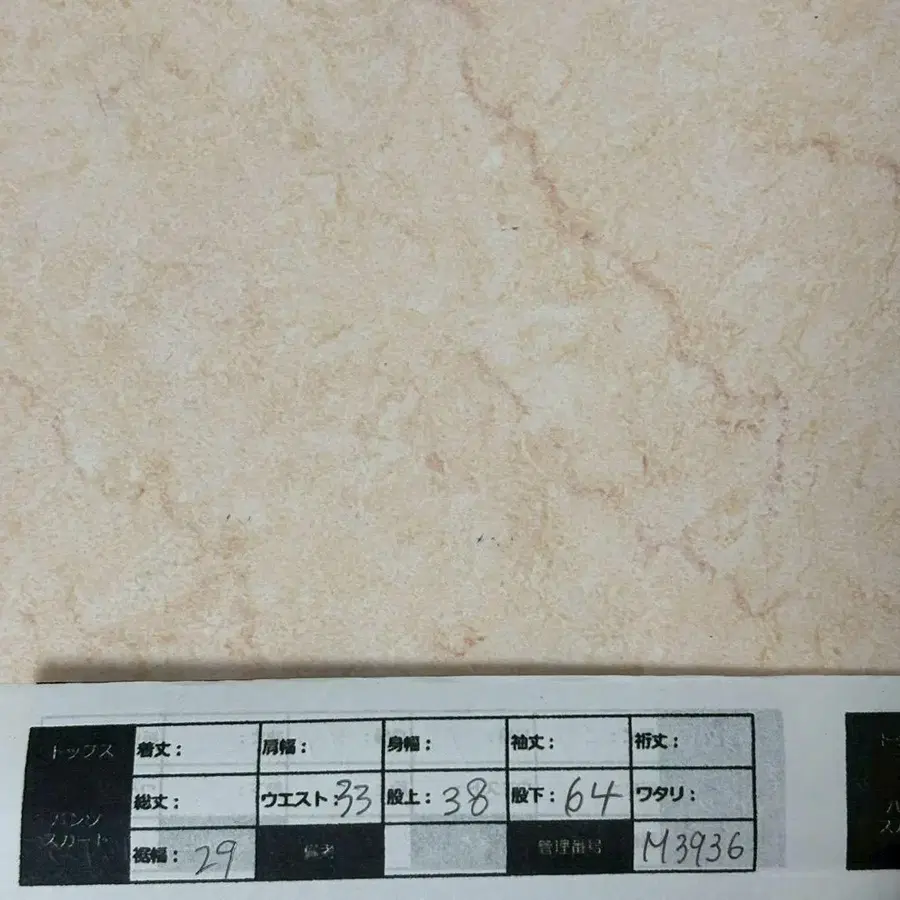 トップス 着丈: 肩幅: 身幅: 袖丈: 裄丈:
パンツ スカート 総丈: ウエスト:33 股上: 38 股下: 64 ワタリ:
裾幅: 29 備考 管理番号 M3936